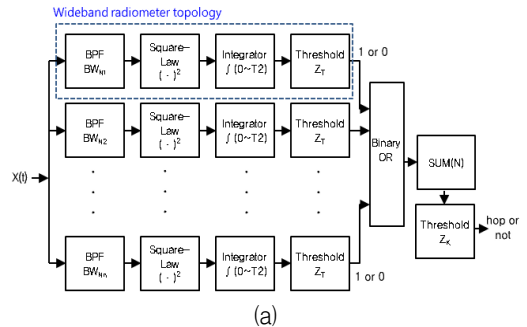 Wideband radiometer topology
BPF BW_N1
Square-Law ( · )²
Integrator ∫ (0~T2)
Threshold Z_T
1 or 0
BPF BW_N2
Square-Law ( · )²
Integrator ∫ (0~T2)
Threshold Z_T
Binary OR
SUM(N)
X(t)
Threshold Z_K
hop or not
BPF
Square-Law ( · )²
Integrator ∫ (0~T2)
Threshold Z_T
1 or 0
(a)